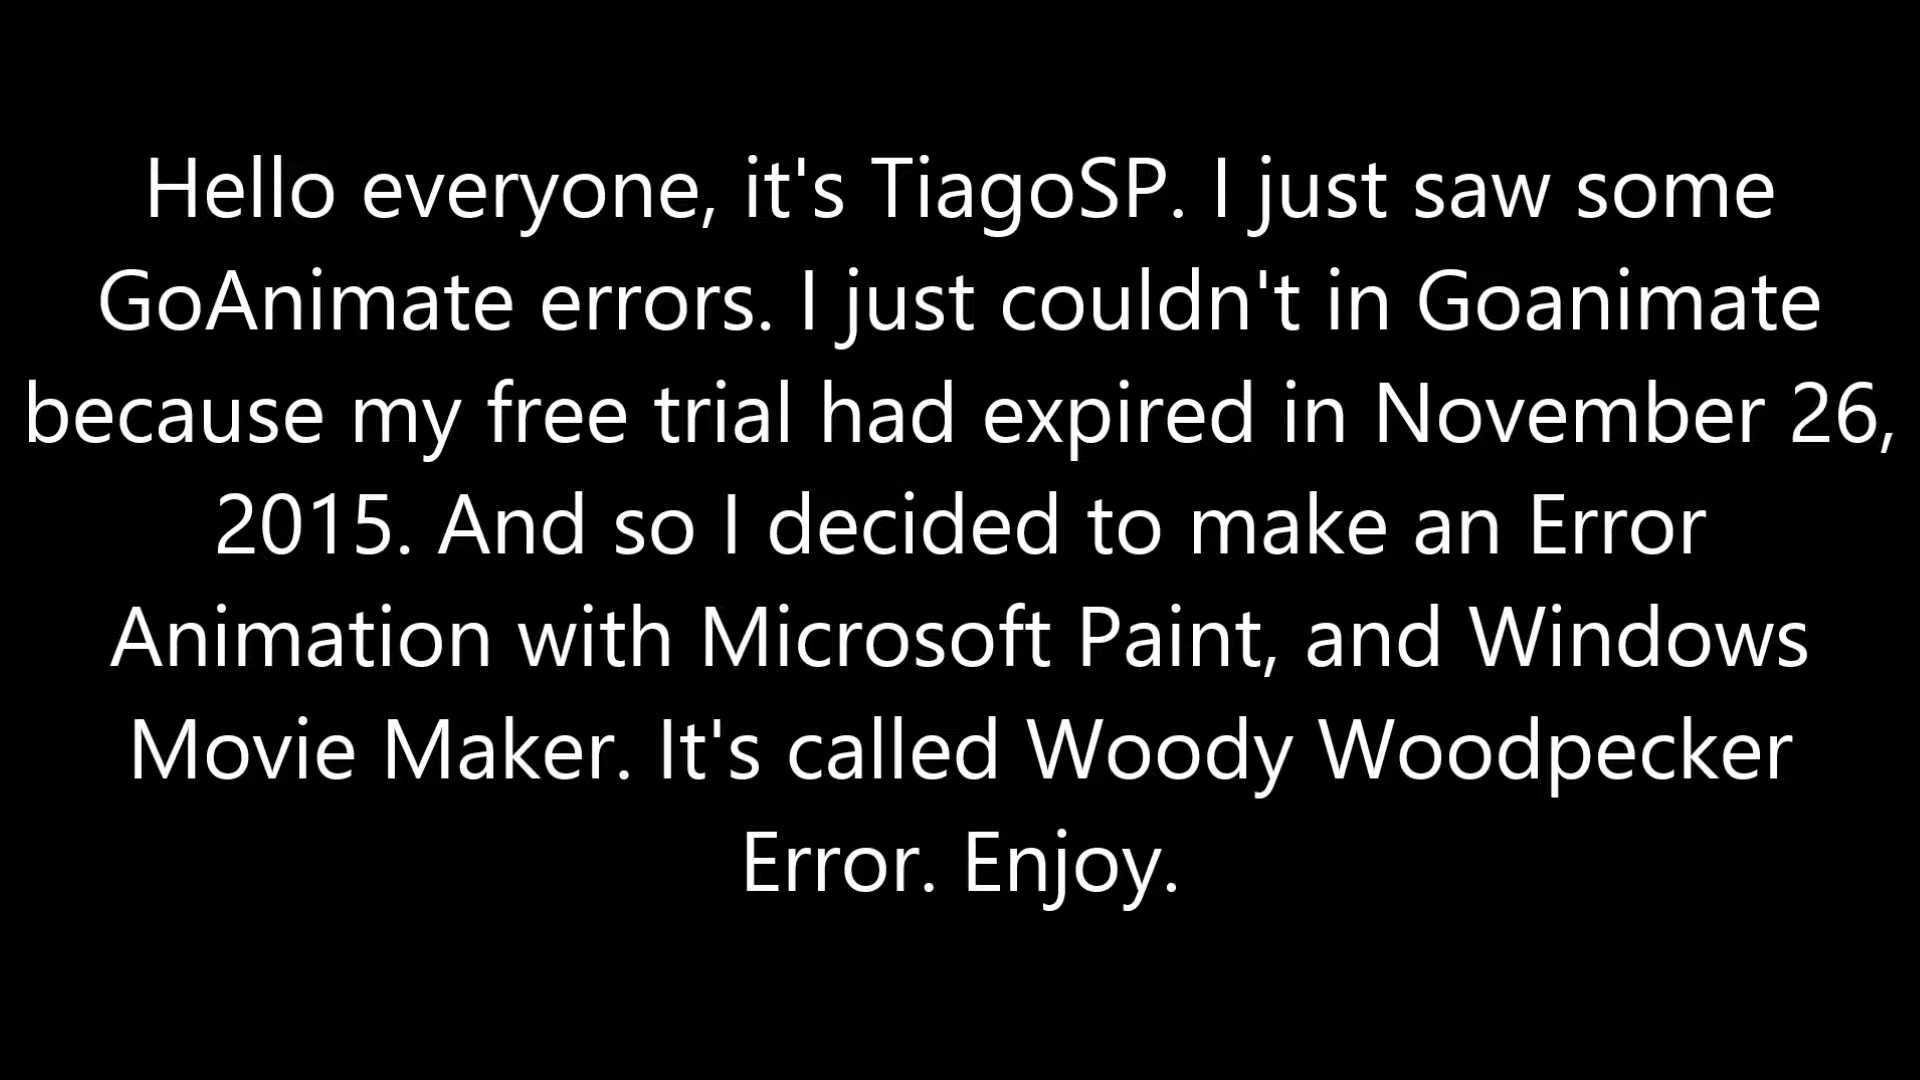 Hello everyone, it's TiagoSP. I just saw some
GoAnimate errors. I just couldn't in Goanimate
because my free trial had expired in November 26,
2015. And so I decided to make an Error
Animation with Microsoft Paint, and Windows
Movie Maker. It's called Woody Woodpecker
Error. Enjoy.